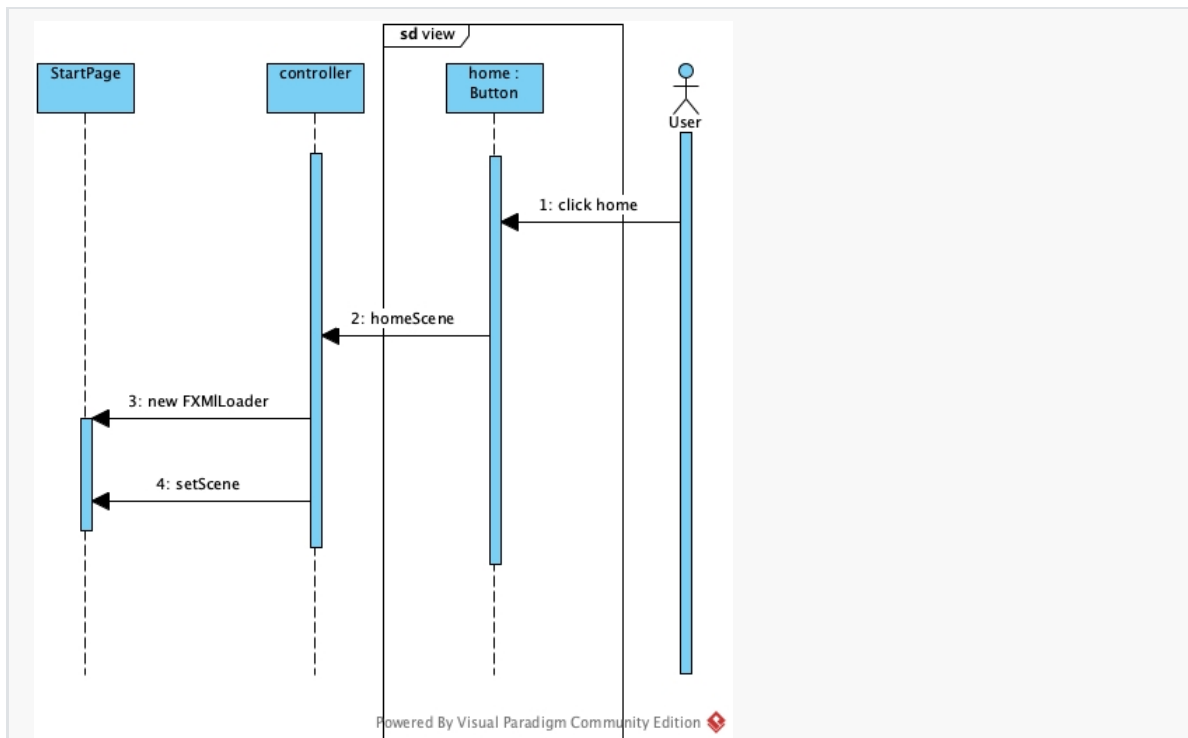 sd view
StartPage
controller
home :
Button
User
1: click home
2: homeScene
3: new FXMlLoader
4: setScene
Powered By Visual Paradigm Community Edition